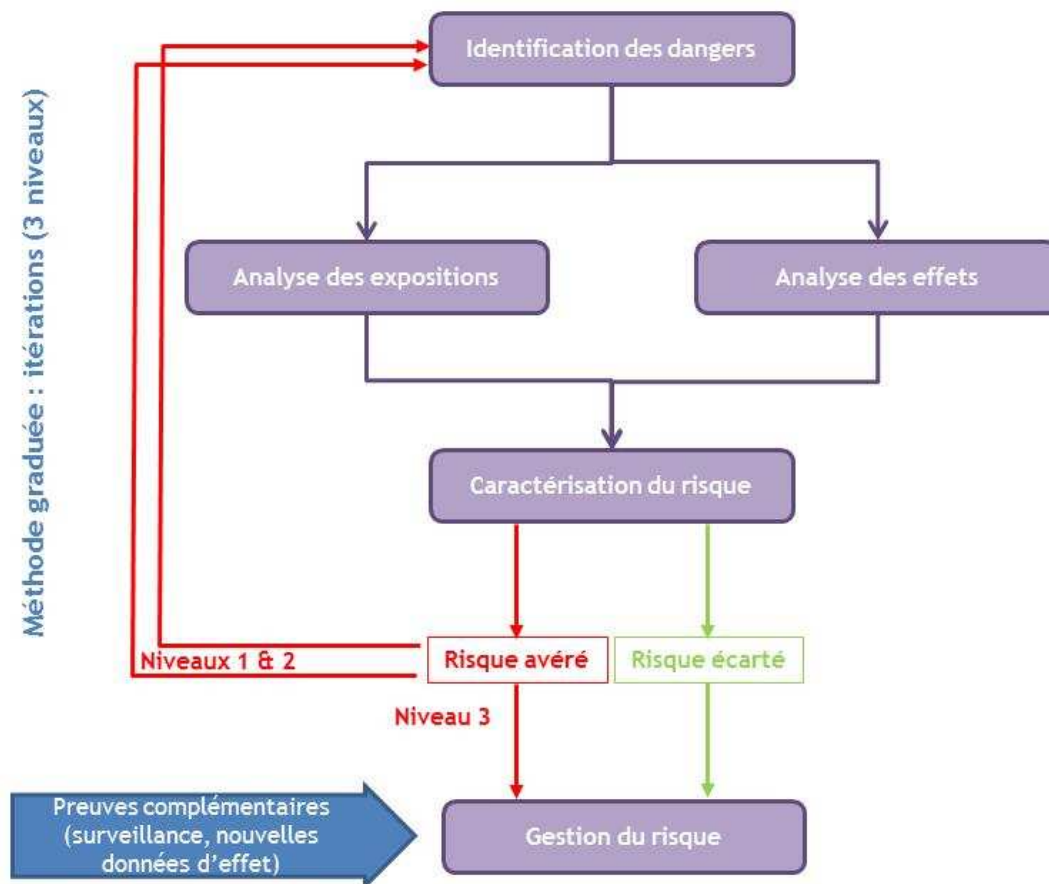 Identification des dangers
Méthode graduée : itérations (3 niveaux)
Analyse des expositions
Analyse des effets
Caractérisation du risque
Niveaux 1 & 2
Risque avéré
Risque écarté
Niveau 3
Preuves complémentaires
(surveillance, nouvelles
données d'effet)
Gestion du risque